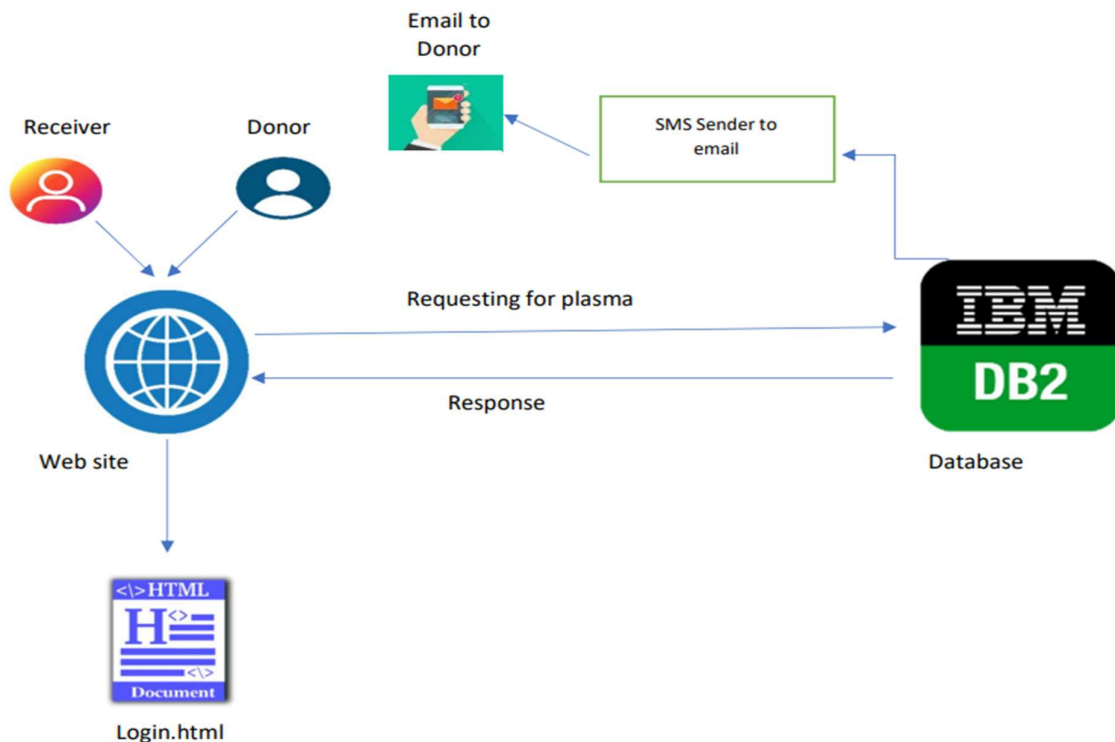 Email to
Donor
SMS Sender to
email
Receiver
Donor
Requesting for plasma
Response
IBM
DB2
Web site
Database
<\>HTML
H<>
<\>
Document
Login.html